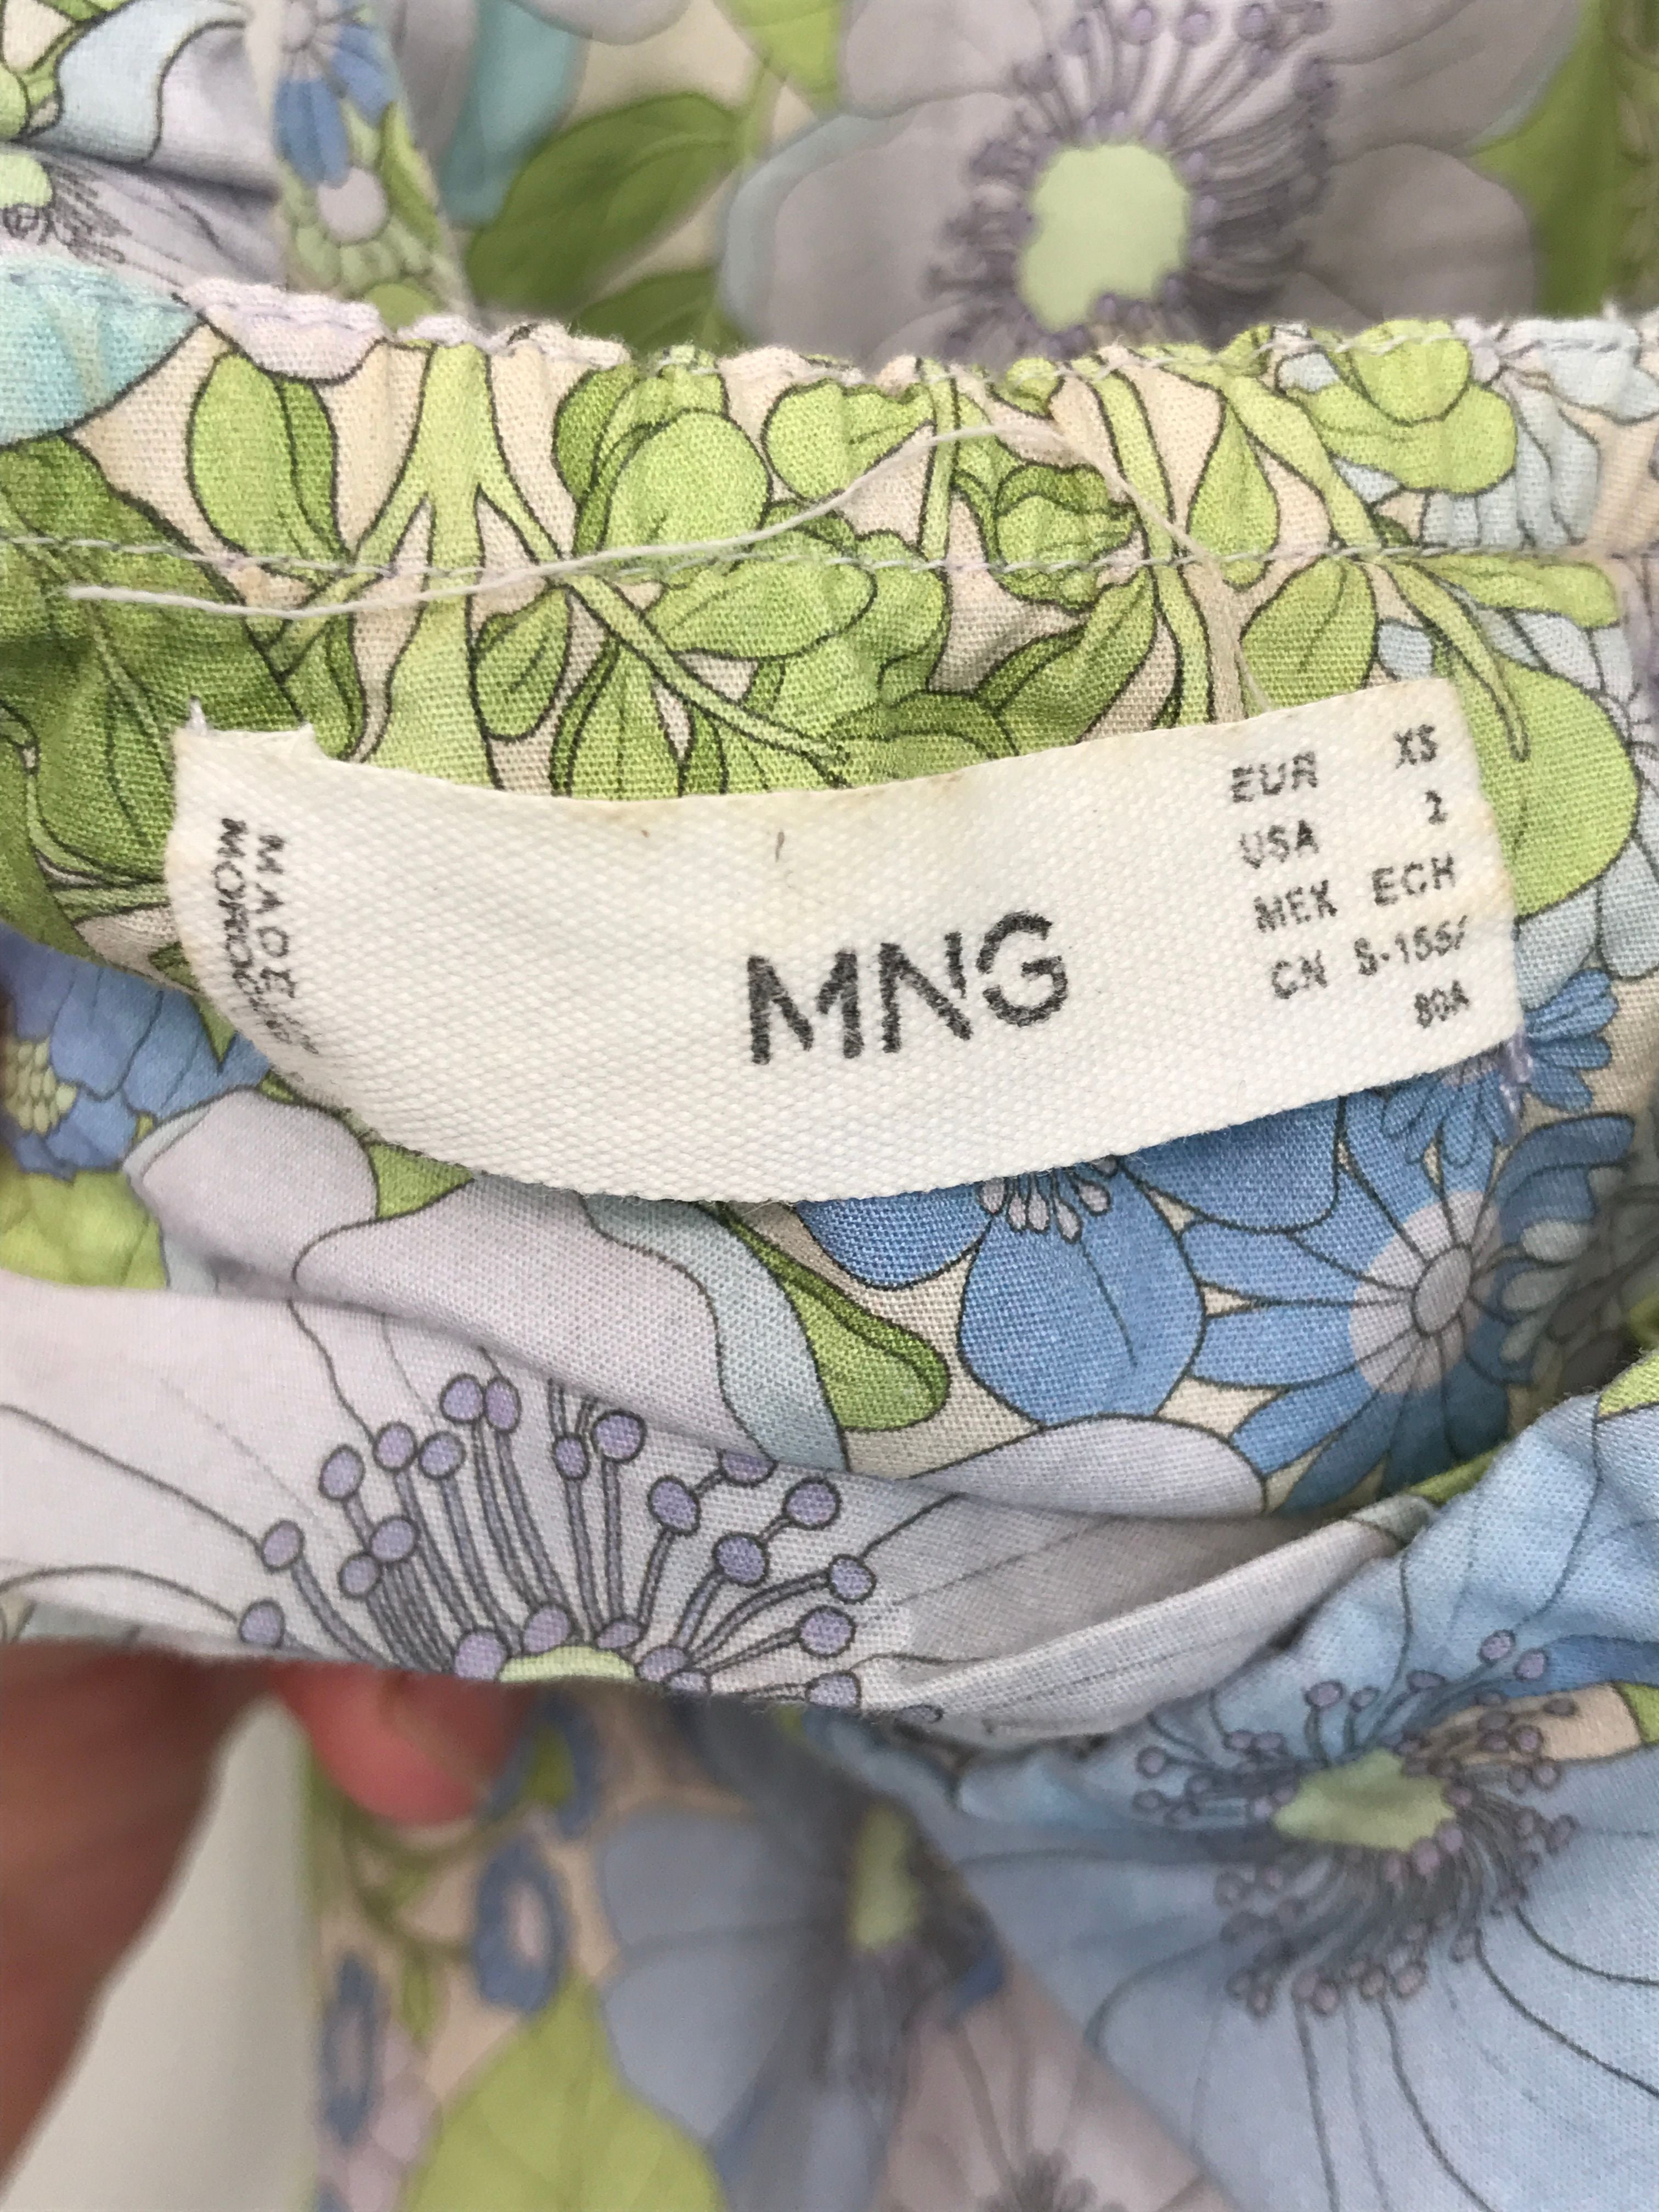 MADE IN
MOROCCO
MNG
EUR XS
USA 2
MEX ECH
CN S-155/
80A